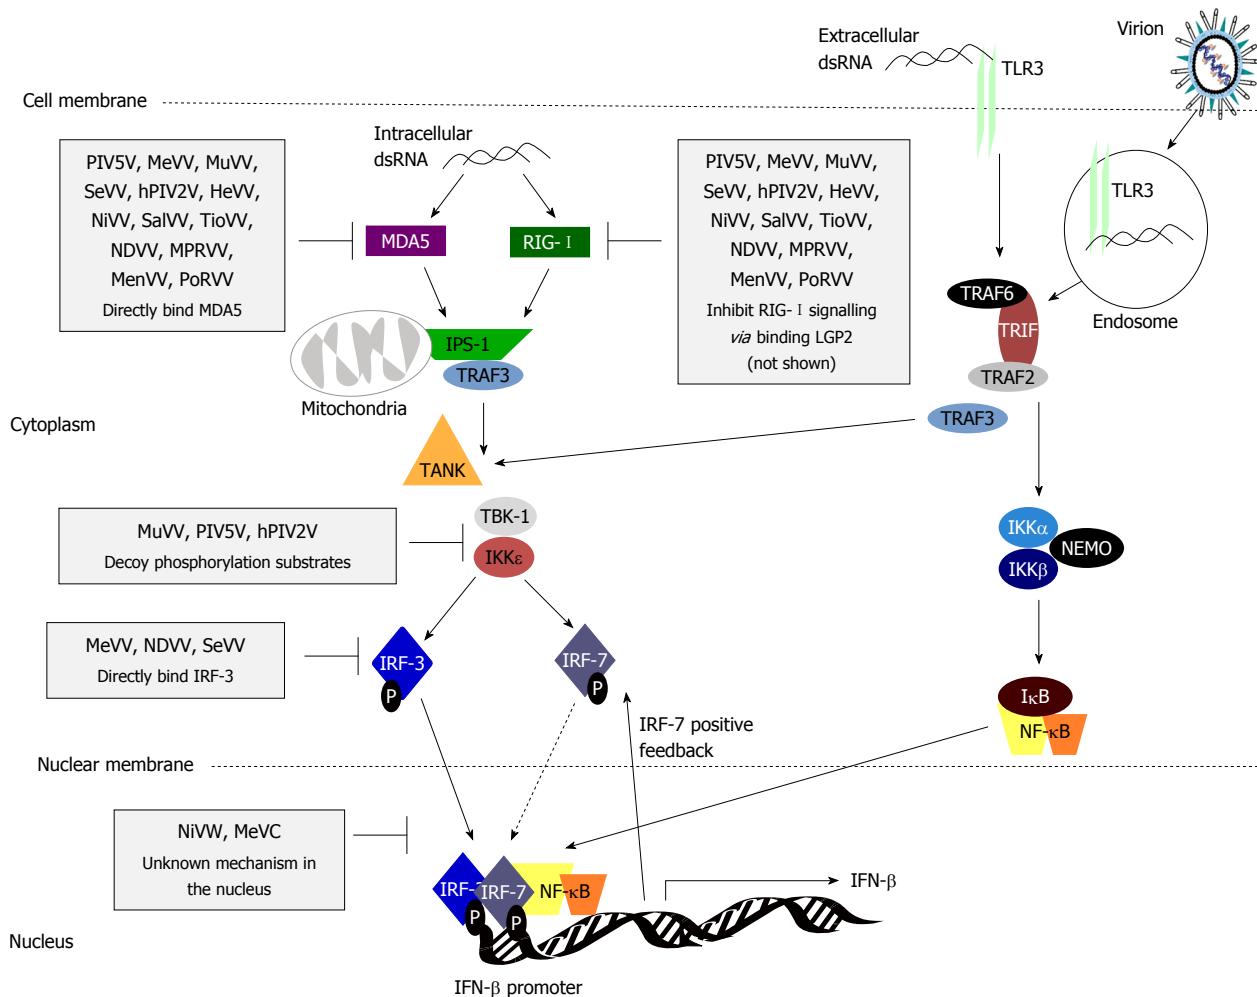 Extracellular
dsRNA
TLR3
Virion
Cell membrane
Intracellular
dsRNA
PIV5V, MeVV, MuVV,
SeVV, hPIV2V, HeVV,
NiVV, SalVV, TioVV,
NDVV, MPRVV,
MenVV, PoRVV
Directly bind MDA5
MDA5
RIG-Ⅰ
PIV5V, MeVV, MuVV,
SeVV, hPIV2V, HeVV,
NiVV, SalVV, TioVV,
NDVV, MPRVV,
MenVV, PoRVV
Inhibit RIG-Ⅰ signalling
via binding LGP2
(not shown)
TLR3
Endosome
TRAF6
TRIF
TRAF2
TRAF3
IPS-1
TRAF3
Mitochondria
Cytoplasm
TANK
MuVV, PIV5V, hPIV2V
Decoy phosphorylation substrates
TBK-1
IKKε
IKKα
NEMO
IKKβ
MeVV, NDVV, SeVV
Directly bind IRF-3
IRF-3
P
IRF-7
P
IκB
NF-κB
IRF-7 positive
feedback
Nuclear membrane
NiVW, MeVC
Unknown mechanism in
the nucleus
IRF-
IRF-7
NF-κB
P
P
IFN-β
Nucleus
IFN-β promoter